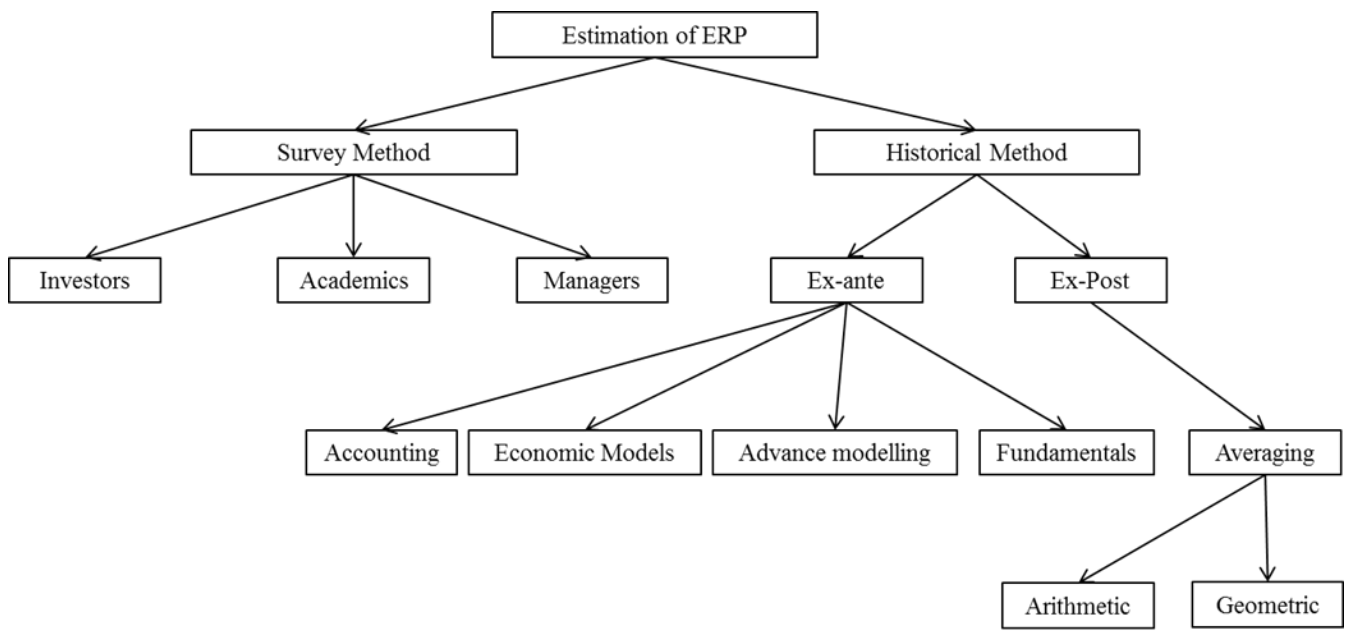 Estimation of ERP
Survey Method
Historical Method
Investors
Academics
Managers
Ex-ante
Ex-Post
Accounting
Economic Models
Advance modelling
Fundamentals
Averaging
Arithmetic
Geometric